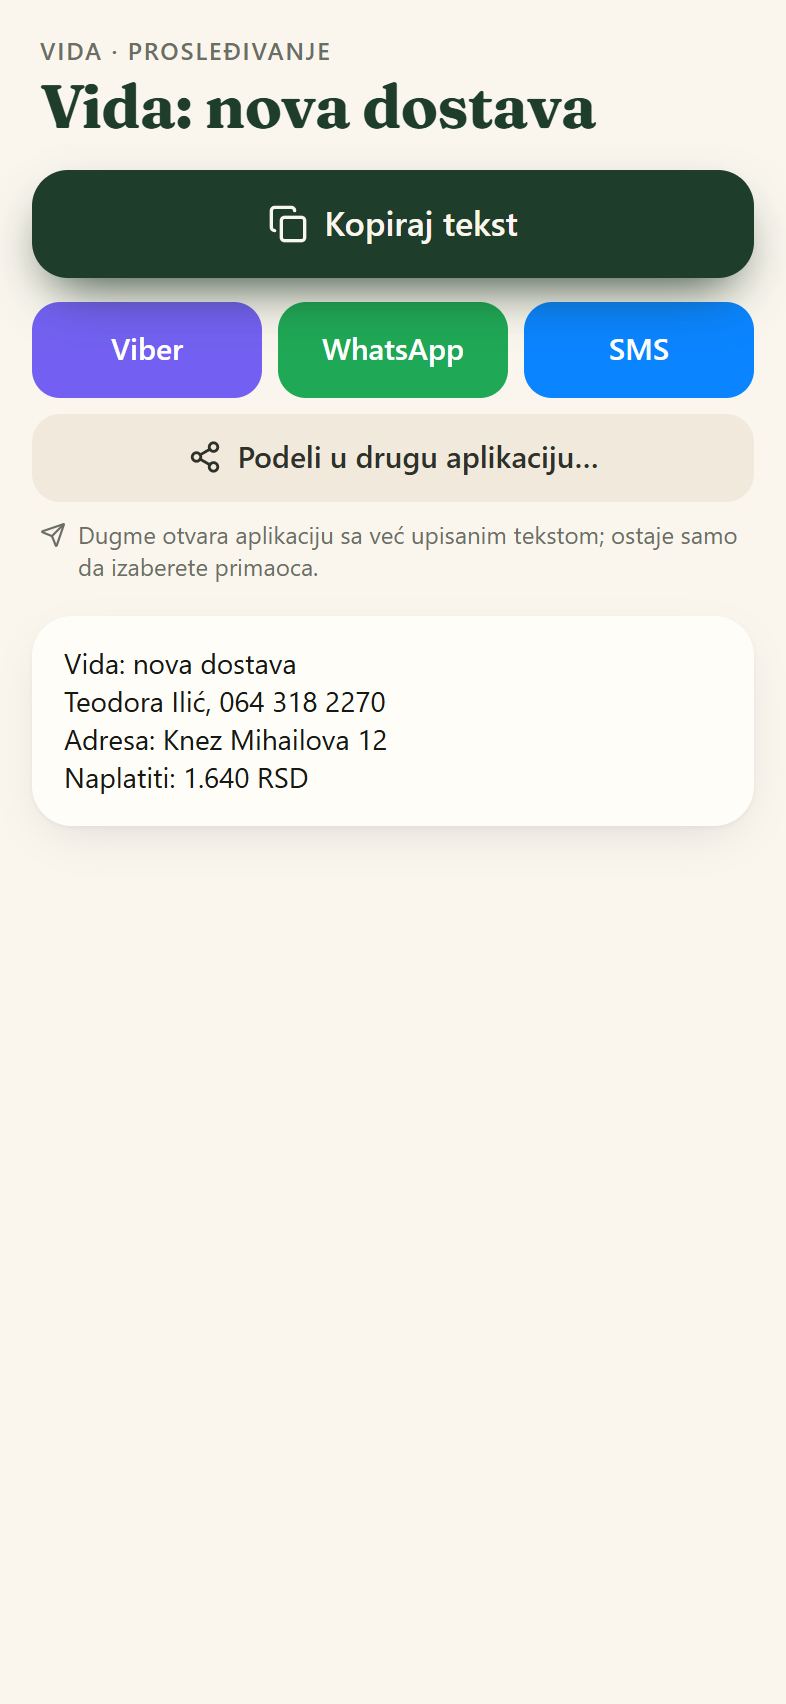 VIDA · PROSLEĐIVANJE
Vida: nova dostava
Kopiraj tekst
Viber
WhatsApp
SMS
Podeli u drugu aplikaciju…
Dugme otvara aplikaciju sa već upisanim tekstom; ostaje samo
da izaberete primaoca.
Vida: nova dostava
Teodora Ilić, 064 318 2270
Adresa: Knez Mihailova 12
Naplatiti: 1.640 RSD